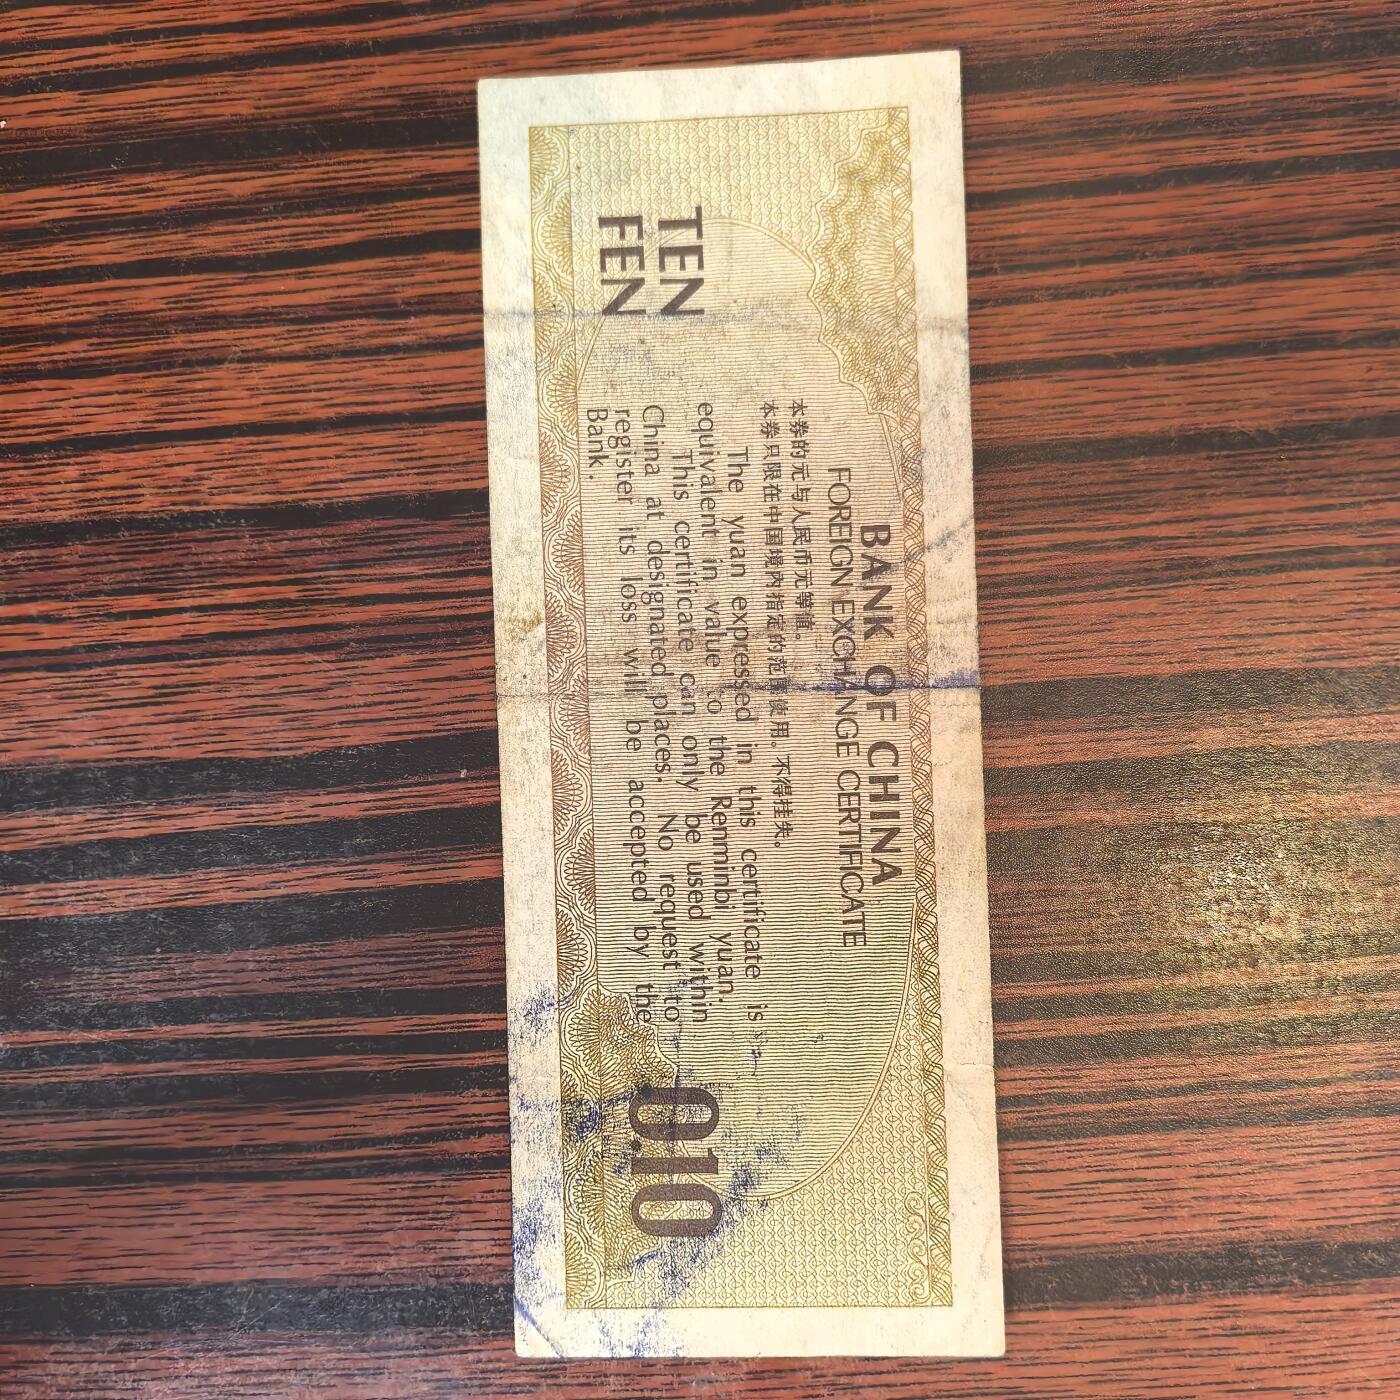 BANK OF CHINA
FOREIGN EXCHANGE CERTIFICATE
本券的元与人民币元等值。
本券只限在中国境内指定的范围使用。不得挂失。
The yuan expressed in this certificate is
equivalent in value to the Renminbi yuan.
This certificate can only be used within
China at designated places. No request to
register its loss will be accepted by the
Bank.
TEN
FEN
0.10